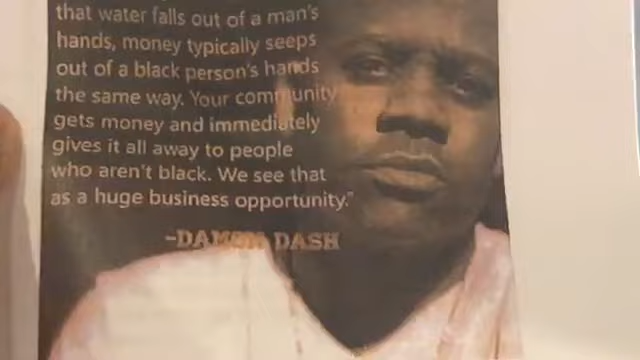 that water falls out of a man's
hands, money typically seeps
out of a black person's hands
the same way. Your community
gets money and immediately
gives it all away to people
who aren't black. We see that
as a huge business opportunity."
-DAMON DASH